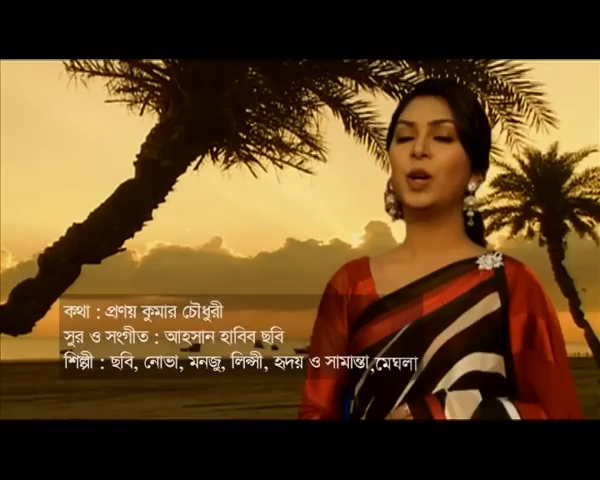 কথা : প্রণয় কুমার চৌধুরী
সুর ও সংগীত : আহসান হাবিব ছবি
শিল্পী : ছবি, নোভা, মনজু, লিপ্সী, হৃদয় ও সামান্তা,মেঘলা